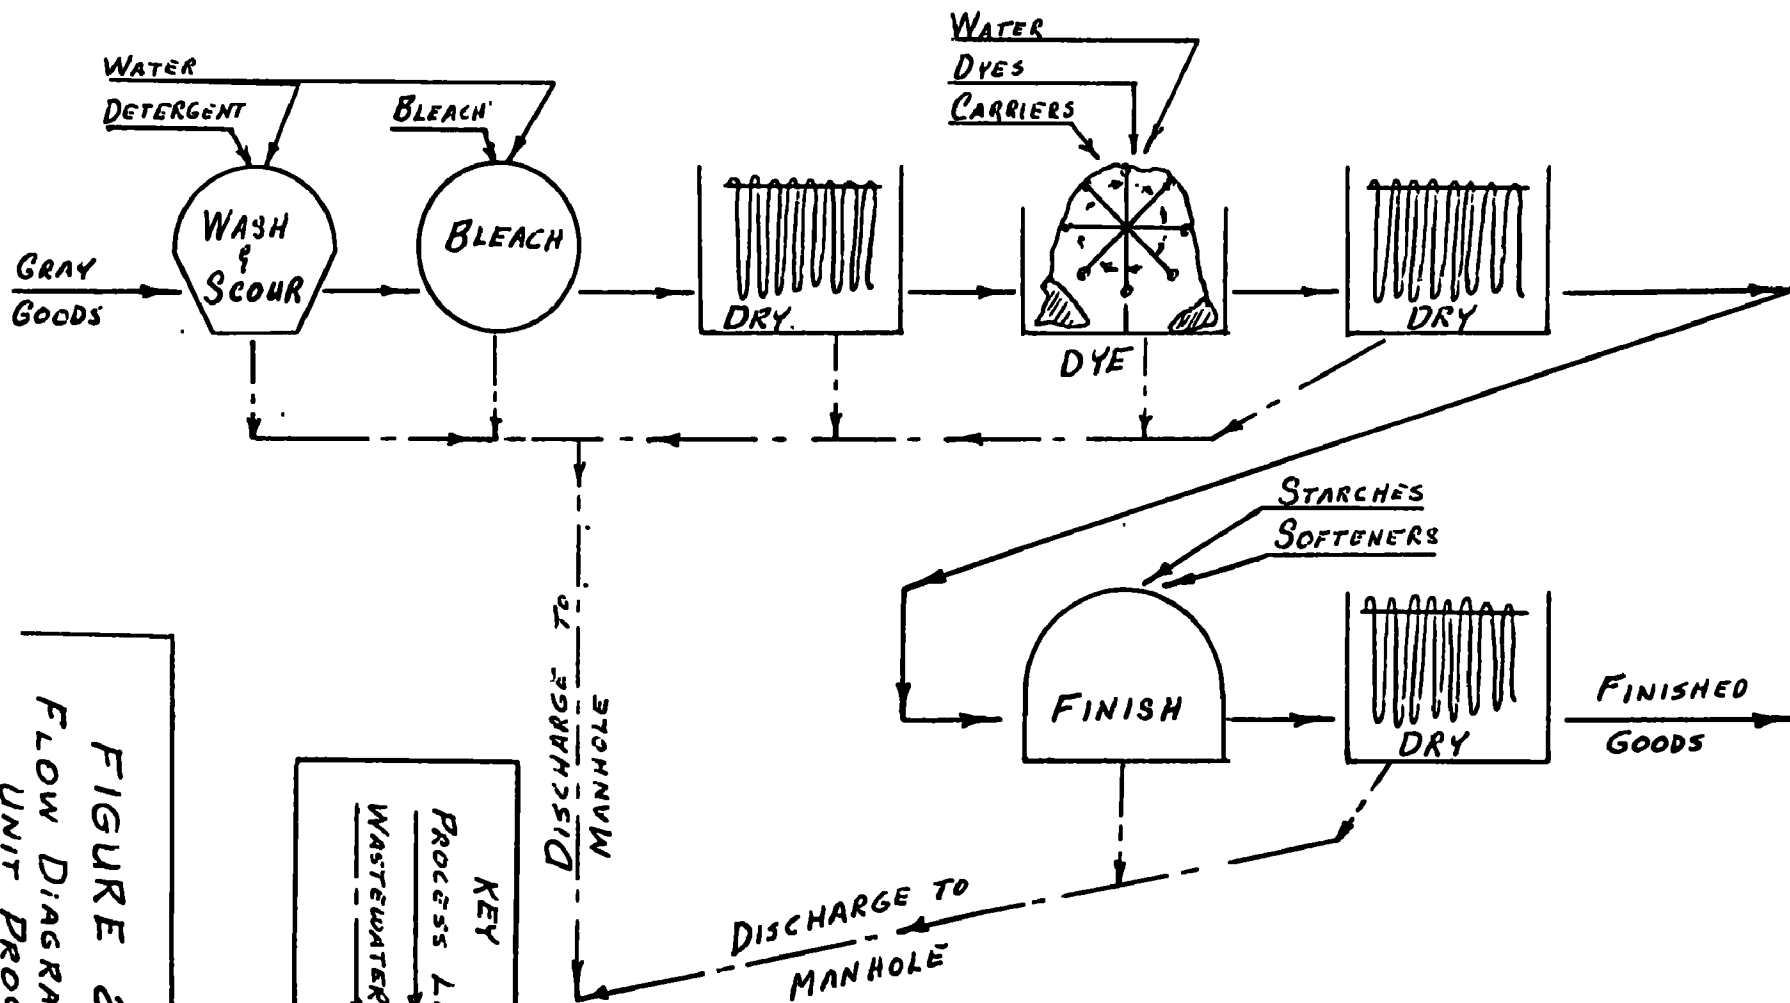 WATER
DETERGENT
BLEACH
WATER
DYES
CARRIERS
GRAY
GOODS
WASH
&
SCOUR
BLEACH
DRY
DYE
DRY
STARCHES
SOFTENERS
FINISH
DRY
FINISHED
GOODS
DISCHARGE TO
MANHOLE
DISCHARGE TO
MANHOLE
KEY
PROCESS
WASTEWATER
FIGURE
FLOW DIAGRA
UNIT PROC